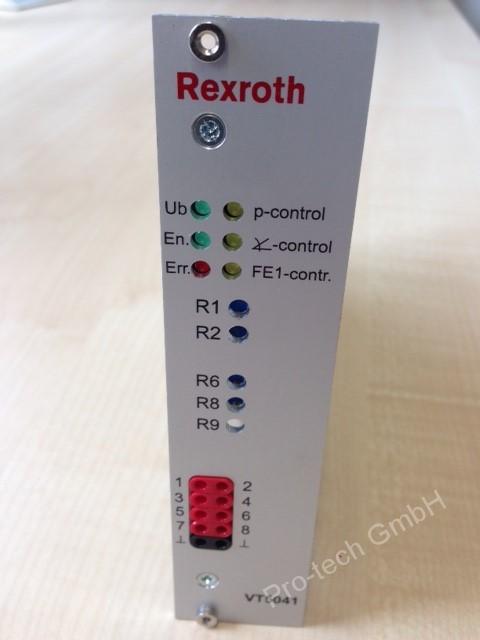 Rexroth
Ub p-control
En. ⦣-control
Err. FE1-contr.
R1
R2
R6
R8
R9
1 2
3 4
5 6
7 8
⊥ ⊥
Pro-tech GmbH